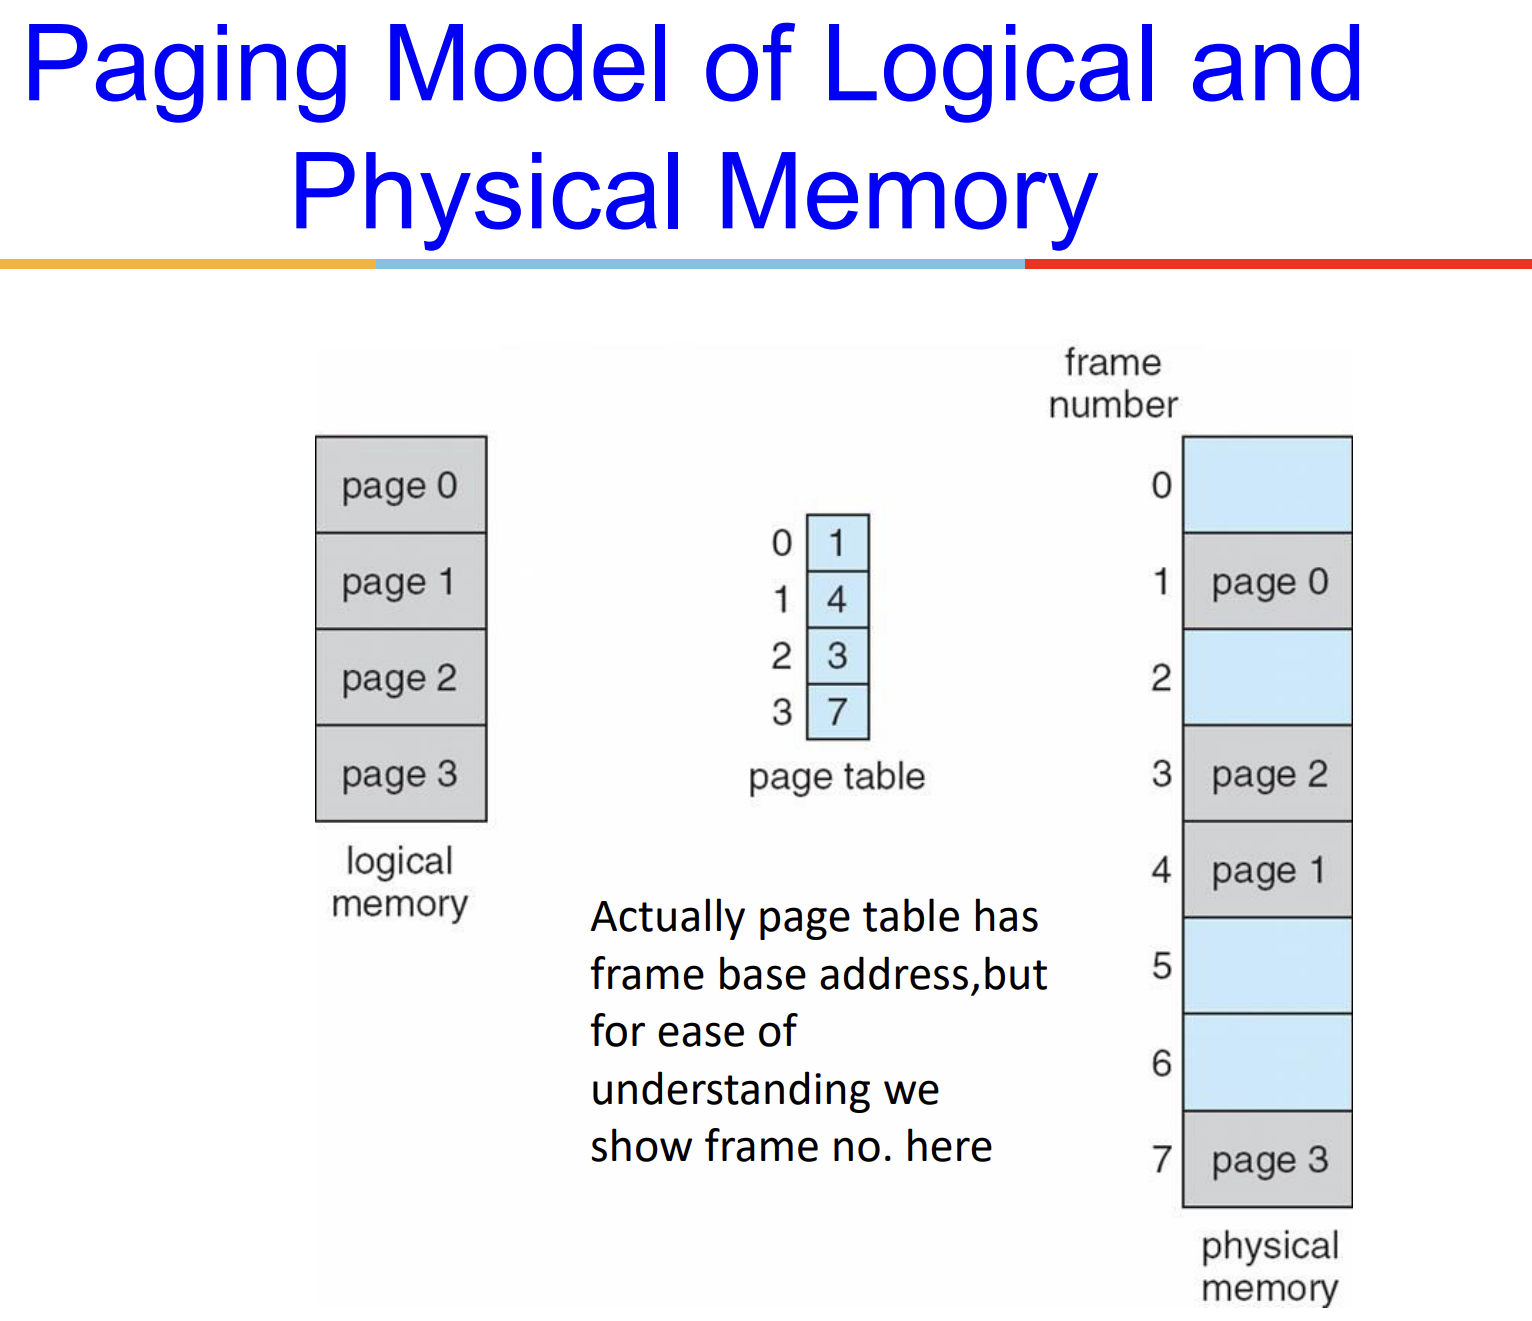 Paging Model of Logical and
Physical Memory
page 0
page 1
page 2
page 3
logical
memory
0 1
1 4
2 3
3 7
page table
Actually page table has
frame base address,but
for ease of
understanding we
show frame no. here
frame
number
0
1 page 0
2
3 page 2
4 page 1
5
6
7 page 3
physical
memory